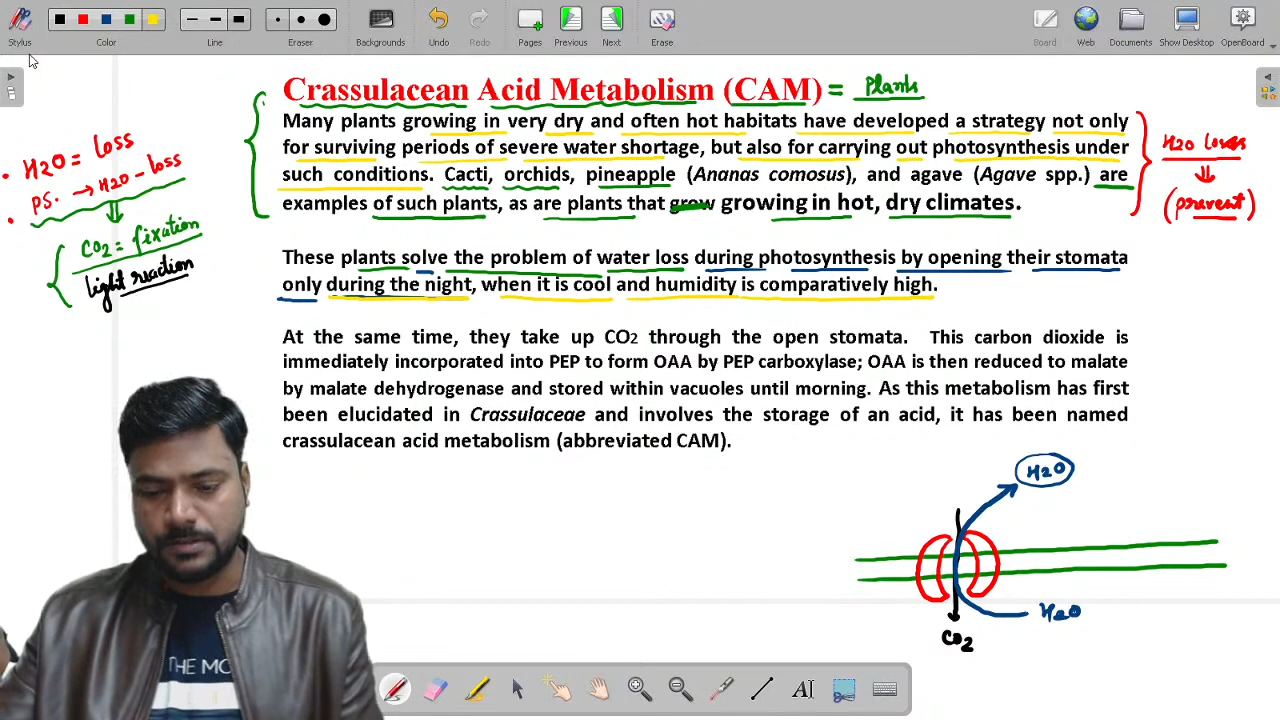 Stylus
Color
Line
Eraser
Backgrounds
Undo
Redo
Pages
Previous
Next
Erase
Board
Web
Documents
Show Desktop
OpenBoard
Crassulacean Acid Metabolism (CAM) = Plants
Many plants growing in very dry and often hot habitats have developed a strategy not only
for surviving periods of severe water shortage, but also for carrying out photosynthesis under
such conditions. Cacti, orchids, pineapple (Ananas comosus), and agave (Agave spp.) are
examples of such plants, as are plants that grow growing in hot, dry climates.
• H2O = loss
• PS. → H2O - loss
CO2 = fixation
light reaction
H2O loss
(prevent)
These plants solve the problem of water loss during photosynthesis by opening their stomata
only during the night, when it is cool and humidity is comparatively high.
At the same time, they take up CO2 through the open stomata. This carbon dioxide is
immediately incorporated into PEP to form OAA by PEP carboxylase; OAA is then reduced to malate
by malate dehydrogenase and stored within vacuoles until morning. As this metabolism has first
been elucidated in Crassulaceae and involves the storage of an acid, it has been named
crassulacean acid metabolism (abbreviated CAM).
H2O
H2O
CO2
THE MO